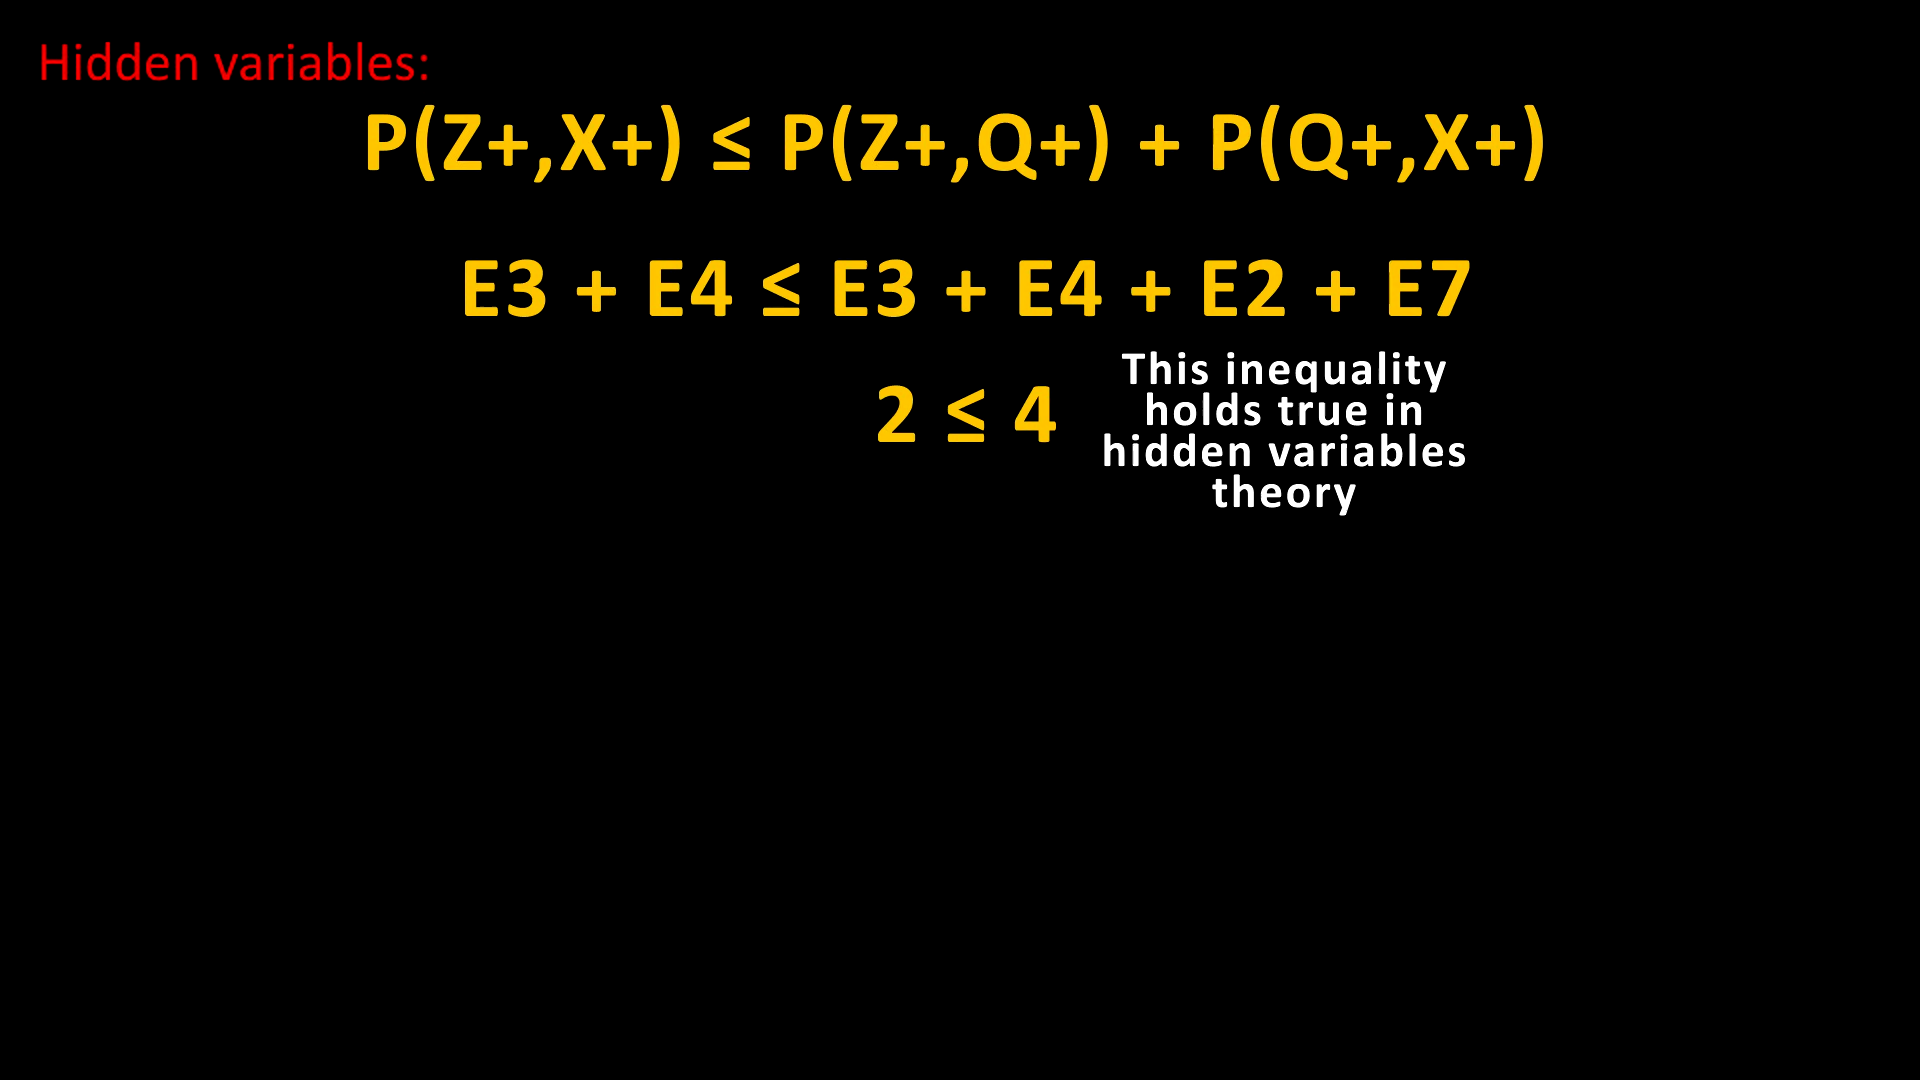 Hidden variables:
P(Z+,X+) ≤ P(Z+,Q+) + P(Q+,X+)
E3 + E4 ≤ E3 + E4 + E2 + E7
2 ≤ 4
This inequality
holds true in
hidden variables
theory